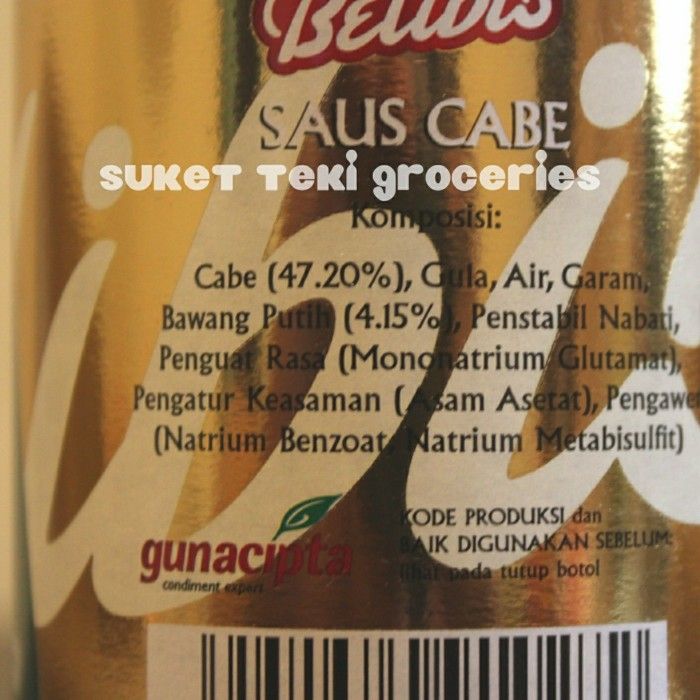 Belibis
SAUS CABE
SUKET TEKI GROCERIES
Komposisi:
Cabe (47.20%), Gula, Air, Garam,
Bawang Putih (4.15%), Penstabil Nabati,
Penguat Rasa (Mononatrium Glutamat),
Pengatur Keasaman (Asam Asetat), Pengawet
(Natrium Benzoat, Natrium Metabisulfit)
gunacipta
condiment expert
KODE PRODUKSI dan
BAIK DIGUNAKAN SEBELUM:
lihat pada tutup botol